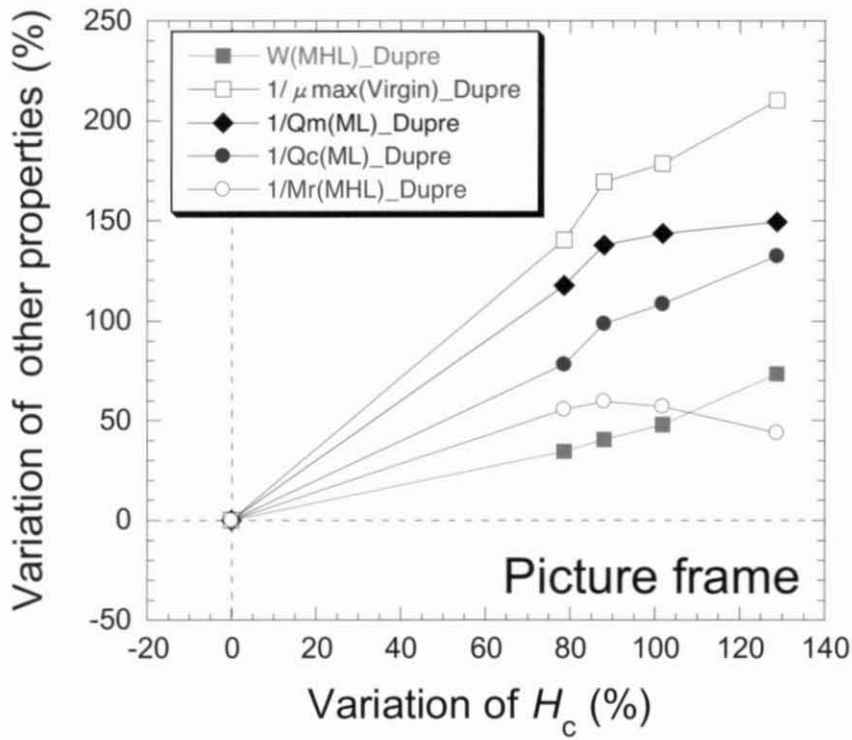 Variation of other properties (%)
250
200
150
100
50
0
-50
W(MHL)_Dupre
1/ μ max(Virgin)_Dupre
1/Qm(ML)_Dupre
1/Qc(ML)_Dupre
1/Mr(MHL)_Dupre
Picture frame
-20 0 20 40 60 80 100 120 140
Variation of Hc (%)